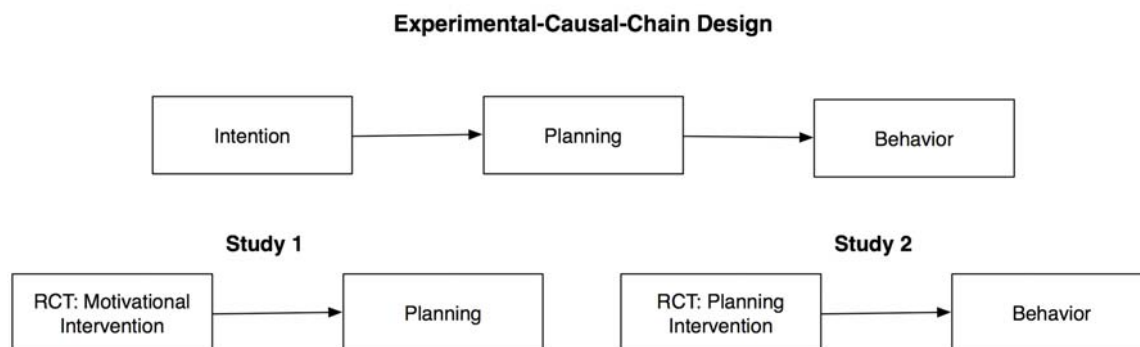 Experimental-Causal-Chain Design
Intention
Planning
Behavior
Study 1
Study 2
RCT: Motivational
Intervention
Planning
RCT: Planning
Intervention
Behavior